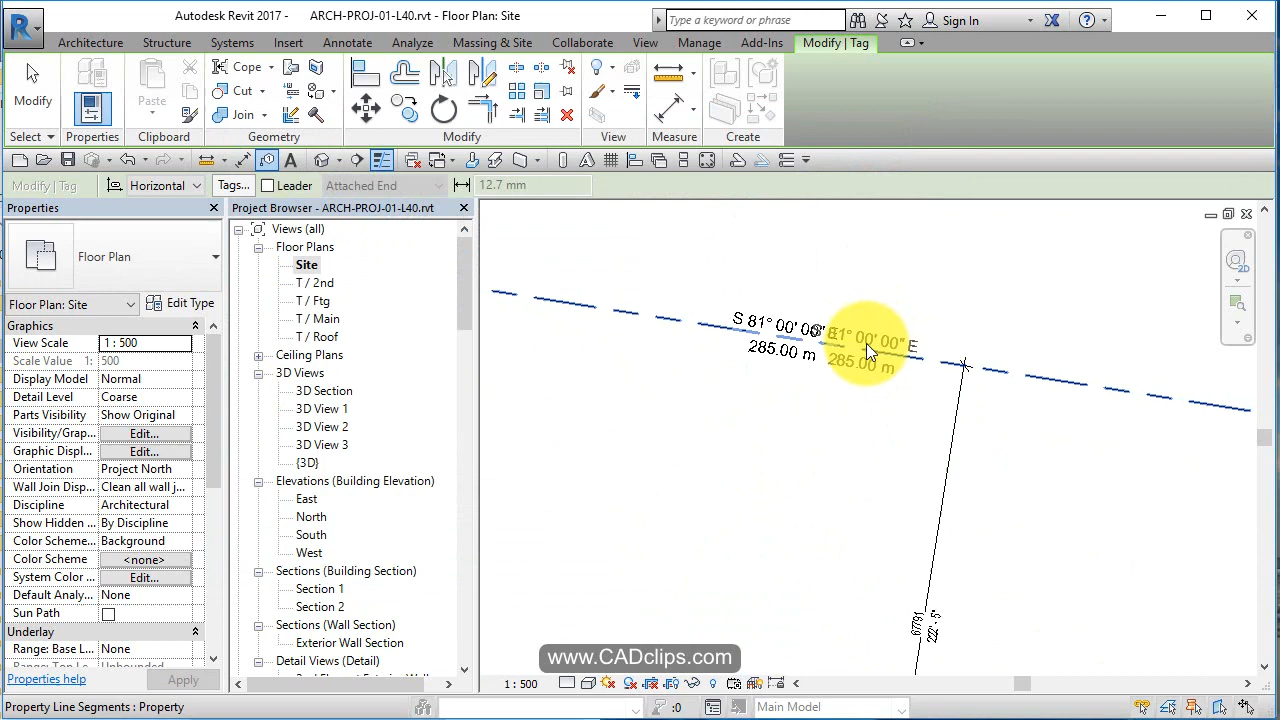 Autodesk Revit 2017 - ARCH-PROJ-01-L40.rvt - Floor Plan: Site
Type a keyword or phrase
Sign In
Architecture Structure Systems Insert Annotate Analyze Massing & Site Collaborate View Manage Add-Ins Modify | Tag
Modify
Paste
Cope
Cut
Join
Select Properties Clipboard Geometry Modify View Measure Create
Modify | Tag
Horizontal
Tags...
Leader
Attached End
12.7 mm
Properties
Floor Plan
Floor Plan: Site
Edit Type
Graphics
View Scale 1 : 500
Scale Value 1: 500
Display Model Normal
Detail Level Coarse
Parts Visibility Show Original
Visibility/Grap... Edit...
Graphic Displ... Edit...
Orientation Project North
Wall Join Disp... Clean all wall j...
Discipline Architectural
Show Hidden ... By Discipline
Color Scheme... Background
Color Scheme <none>
System Color ... Edit...
Default Analy... None
Sun Path
Underlay
Range: Base L... None
Properties help
Apply
Project Browser - ARCH-PROJ-01-L40.rvt
Views (all)
Floor Plans
Site
T / 2nd
T / Ftg
T / Main
T / Roof
Ceiling Plans
3D Views
3D Section
3D View 1
3D View 2
3D View 3
{3D}
Elevations (Building Elevation)
East
North
South
West
Sections (Building Section)
Section 1
Section 2
Sections (Wall Section)
Exterior Wall Section
Detail Views (Detail)
2D
S 81° 00' 00" E
285.00 m
S 81° 00' 00" E
285.00 m
67791
222' - 5"
www.CADclips.com
1 : 500
Property Line Segments : Property
:0
Main Model